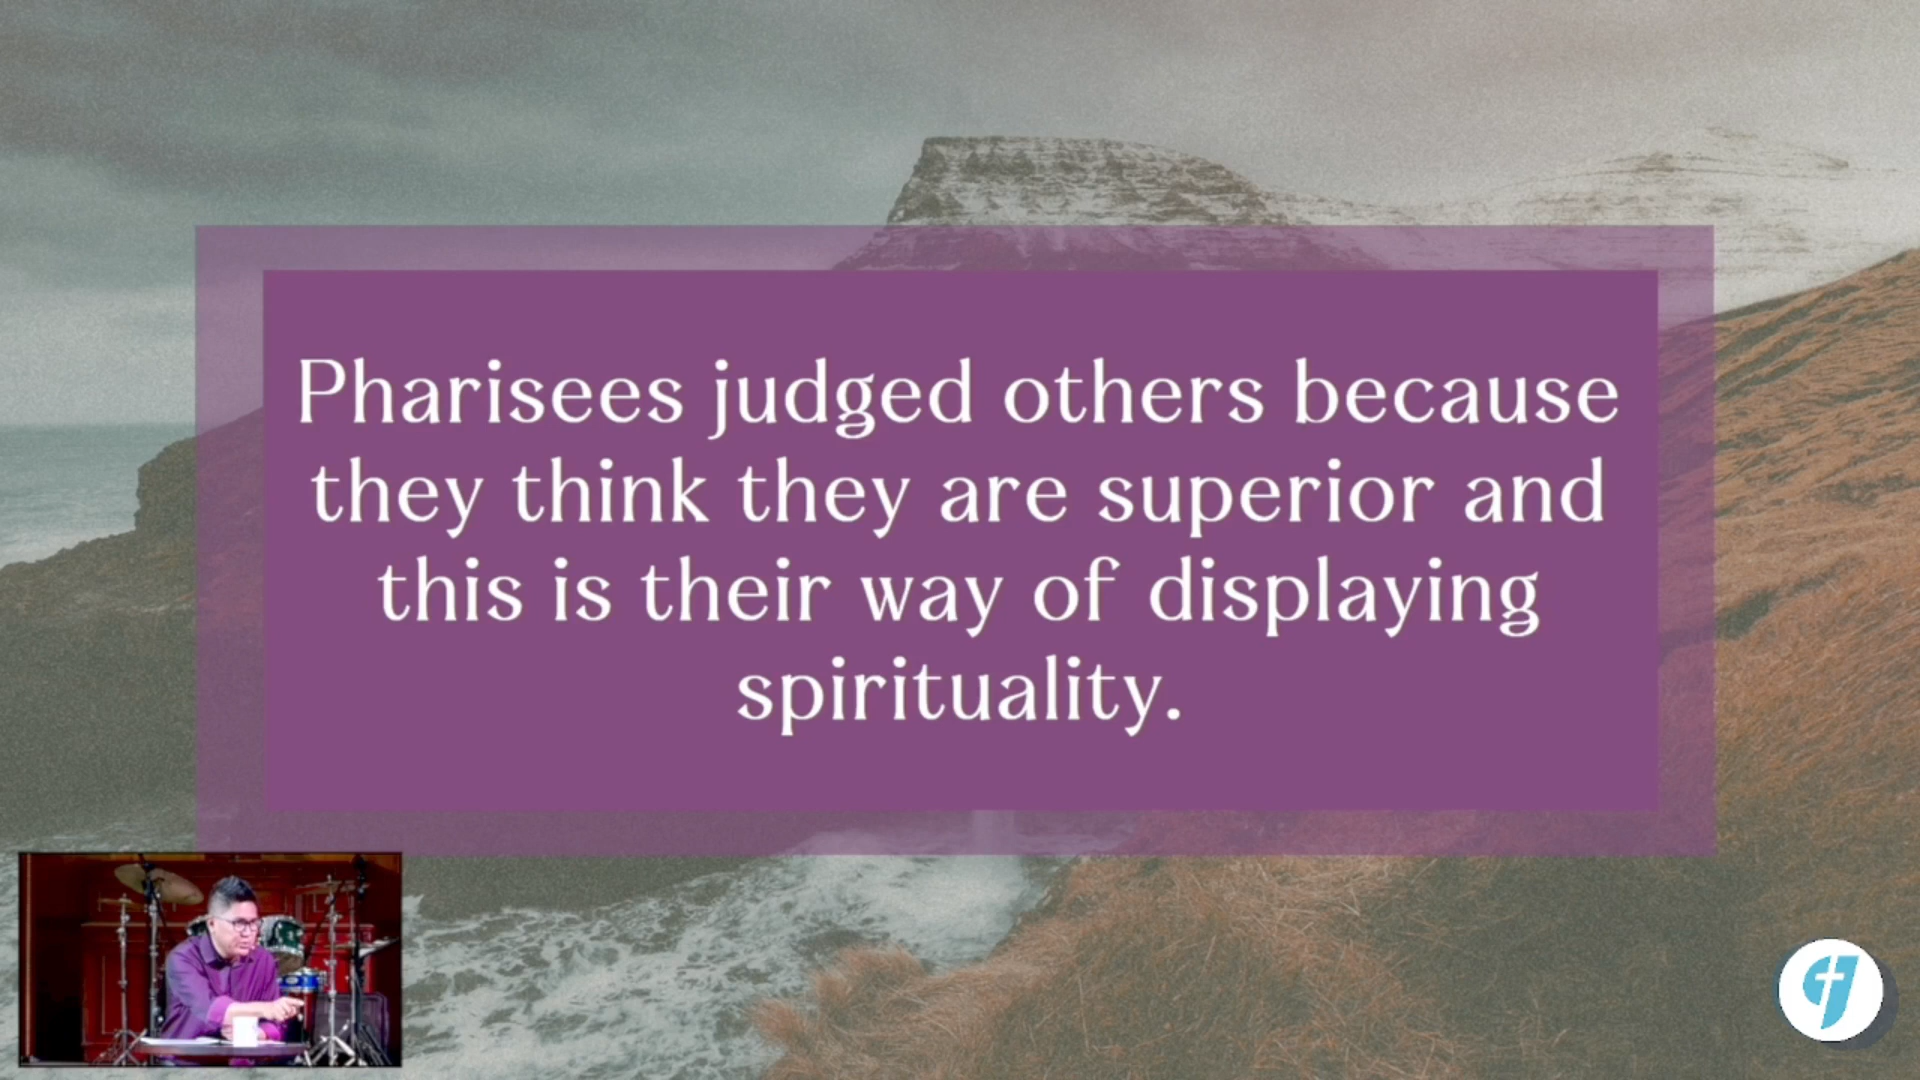 Pharisees judged others because
they think they are superior and
this is their way of displaying
spirituality.